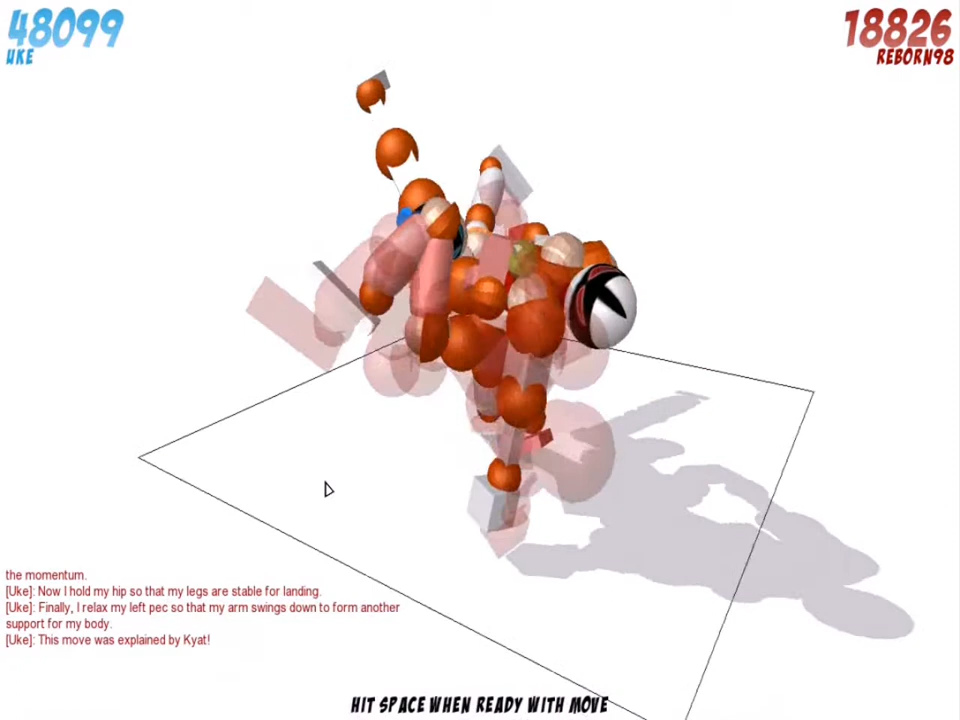 48099
UKE
18826
REBORN98
the momentum.
[Uke]: Now I hold my hip so that my legs are stable for landing.
[Uke]: Finally, I relax my left pec so that my arm swings down to form another
support for my body.
[Uke]: This move was explained by Kyat!
HIT SPACE WHEN READY WITH MOVE